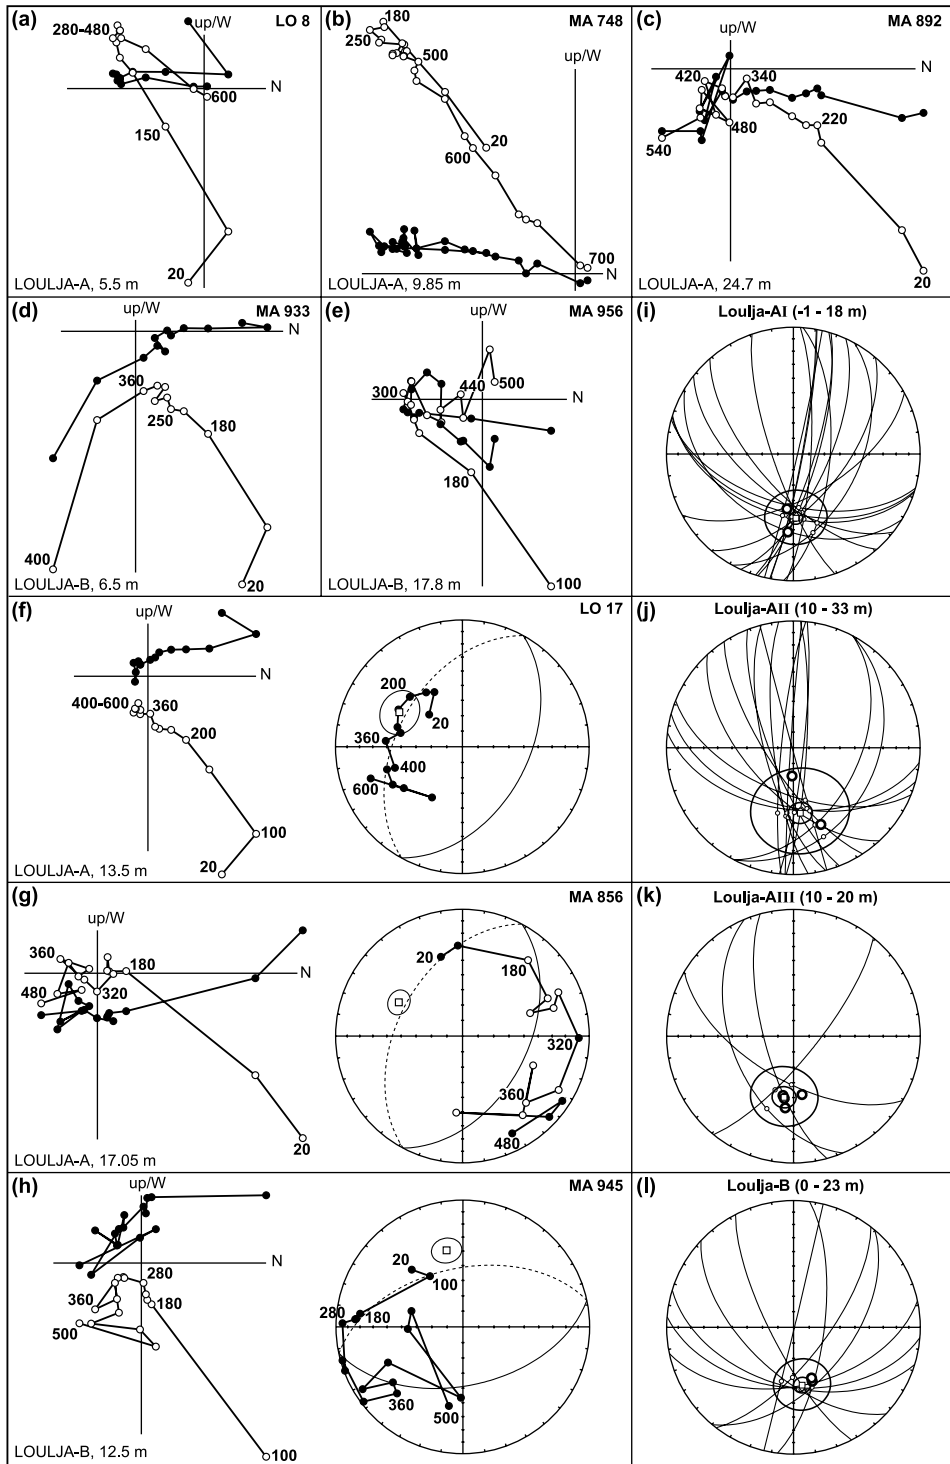 (a)
up/W
LO 8
280-480
N
600
150
20
LOULJA-A, 5.5 m
(b)
180
MA 748
250
500
up/W
20
600
700
N
LOULJA-A, 9.85 m
(c)
MA 892
up/W
N
420
340
220
480
540
20
LOULJA-A, 24.7 m
(d)
up/W
MA 933
N
360
250
180
400
20
LOULJA-B, 6.5 m
(e)
up/W
MA 956
300
440
500
N
180
100
LOULJA-B, 17.8 m
(i)
Loulja-AI (-1 - 18 m)
(f)
up/W
N
400-600
360
200
100
20
LOULJA-A, 13.5 m
LO 17
200
20
360
400
600
(j)
Loulja-AII (10 - 33 m)
(g)
up/W
360
180
N
480
320
20
LOULJA-A, 17.05 m
MA 856
20
180
320
360
480
(k)
Loulja-AIII (10 - 20 m)
(h)
up/W
N
280
360
180
500
100
LOULJA-B, 12.5 m
MA 945
20
100
280
180
360
500
(l)
Loulja-B (0 - 23 m)